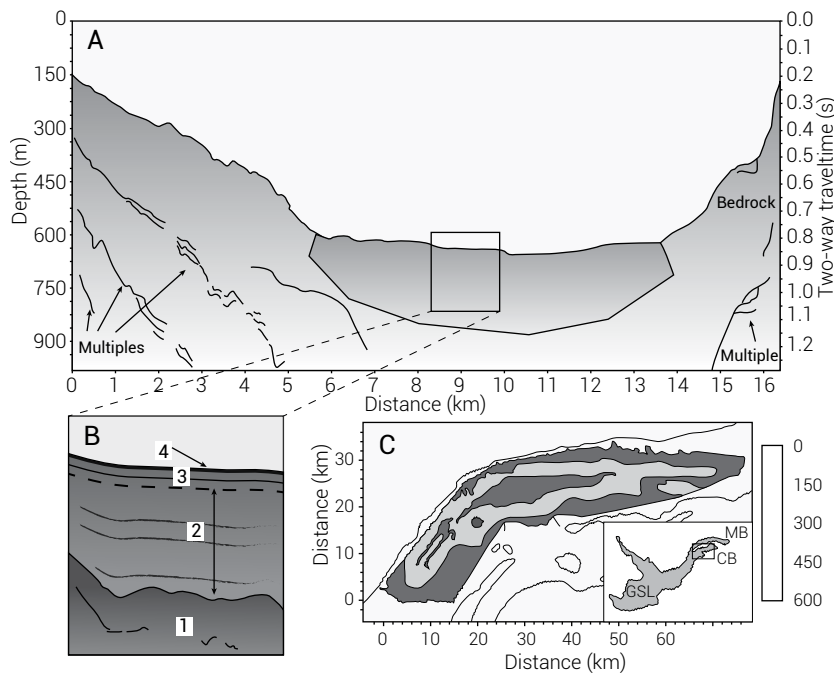 A
0
150
300
450
600
750
900
Depth (m)
0.0
0.1
0.2
0.3
0.4
0.5
0.6
0.7
0.8
0.9
1.0
1.1
1.2
Two-way traveltime (s)
Bedrock
Multiples
Multiple
0 1 2 3 4 5 6 7 8 9 10 11 12 13 14 15 16
Distance (km)
B
4
3
2
1
C
30
20
10
0
Distance (km)
0 10 20 30 40 50 60 70
Distance (km)
MB
CB
GSL
0
150
300
450
600